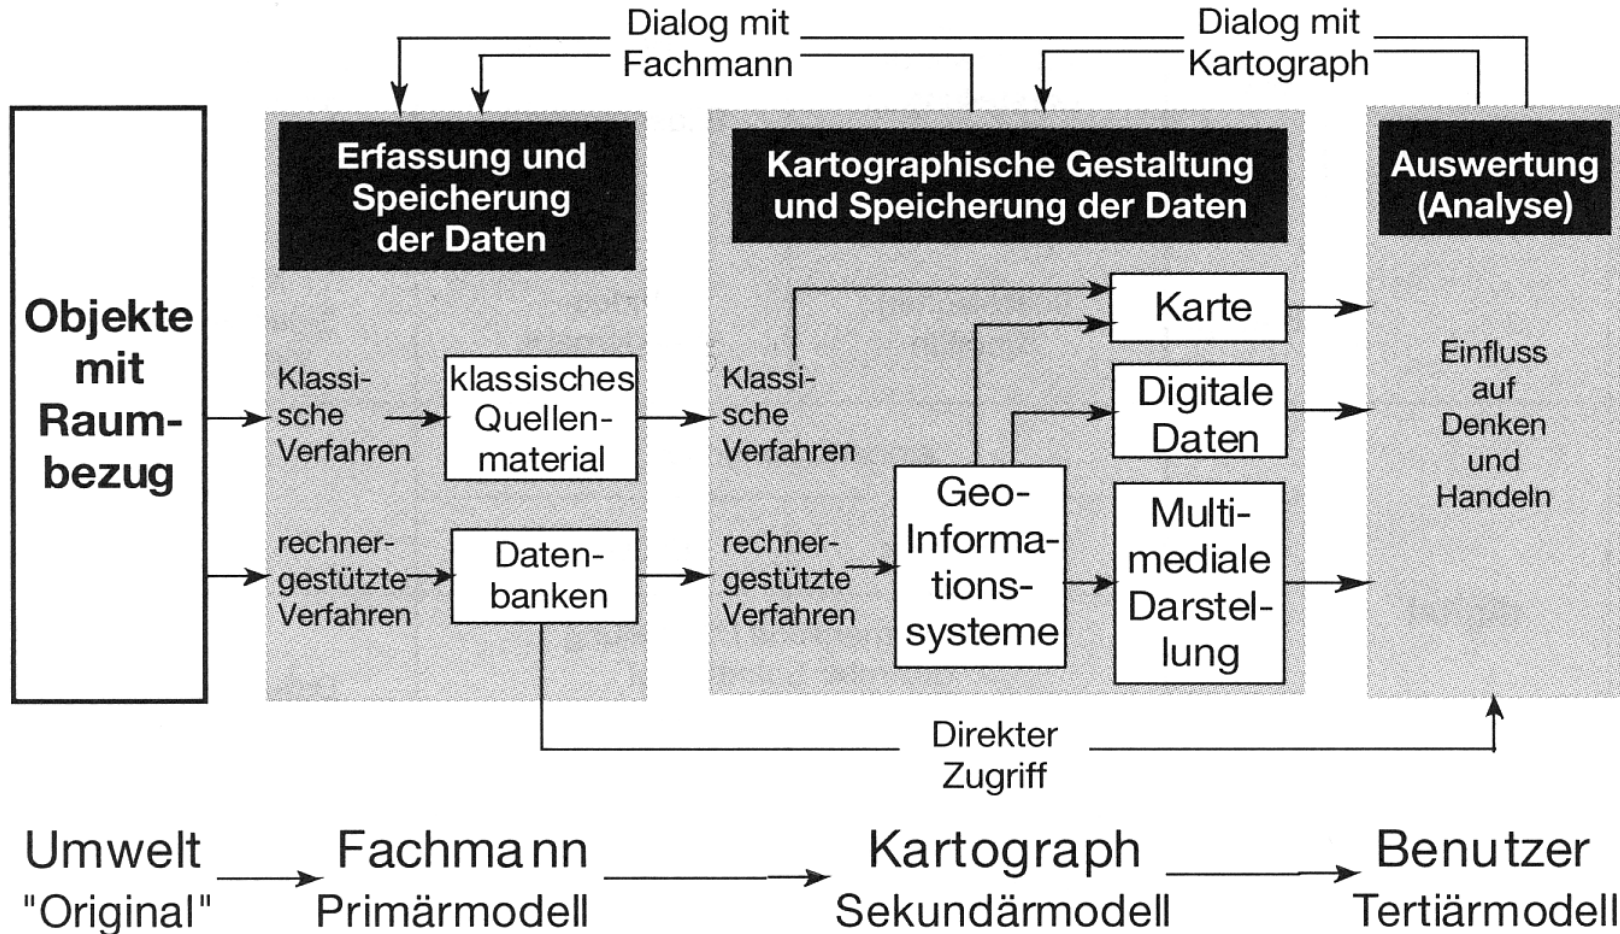 Dialog mit
Fachmann
Dialog mit
Kartograph
Objekte
mit
Raum-
bezug
Erfassung und
Speicherung
der Daten
Klassi-
sche
Verfahren
klassisches
Quellen-
material
rechner-
gestützte
Verfahren
Daten-
banken
Kartographische Gestaltung
und Speicherung der Daten
Klassi-
sche
Verfahren
rechner-
gestützte
Verfahren
Geo-
Informa-
tions-
systeme
Karte
Digitale
Daten
Multi-
mediale
Darstel-
lung
Auswertung
(Analyse)
Einfluss
auf
Denken
und
Handeln
Direkter
Zugriff
Umwelt
"Original"
Fachmann
Primärmodell
Kartograph
Sekundärmodell
Benutzer
Tertiärmodell